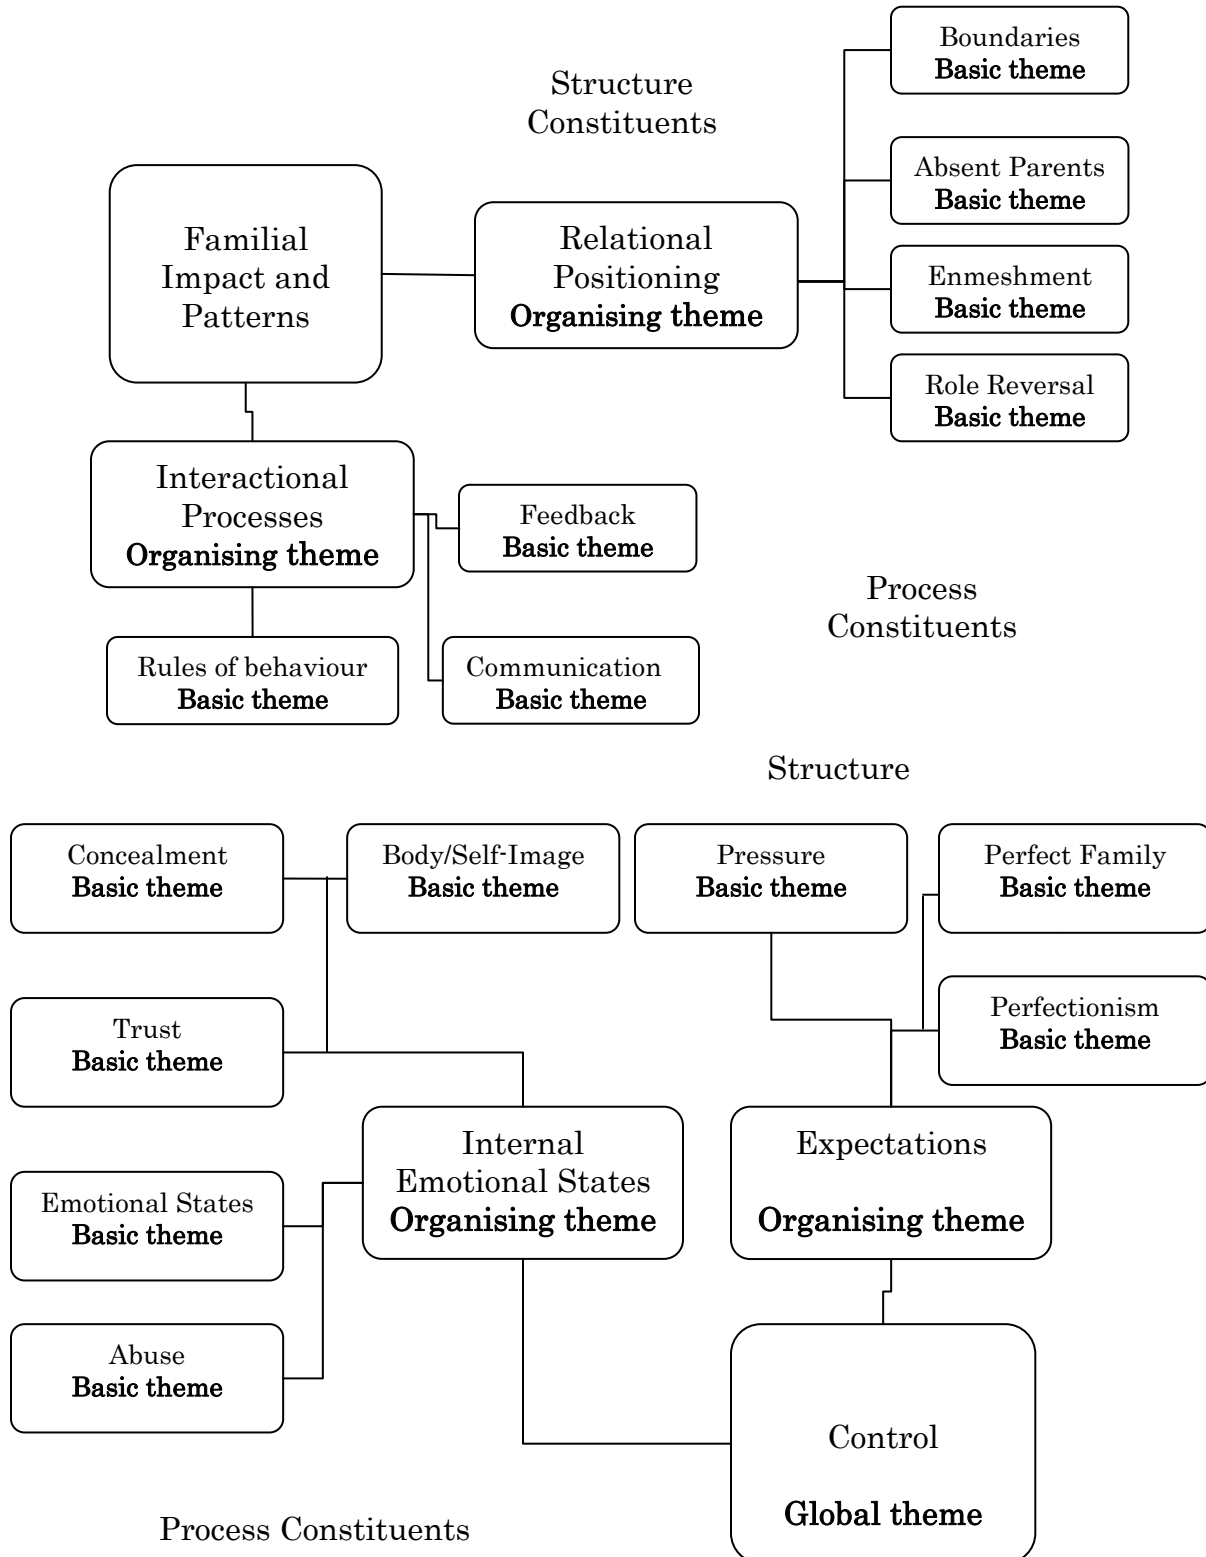 Boundaries
Basic theme
Structure
Constituents
Absent Parents
Basic theme
Familial
Impact and
Patterns
Relational
Positioning
Organising theme
Enmeshment
Basic theme
Role Reversal
Basic theme
Interactional
Processes
Organising theme
Feedback
Basic theme
Process
Constituents
Rules of behaviour
Basic theme
Communication
Basic theme
Structure
Concealment
Basic theme
Body/Self-Image
Basic theme
Pressure
Basic theme
Perfect Family
Basic theme
Trust
Basic theme
Perfectionism
Basic theme
Internal
Emotional States
Organising theme
Expectations
Organising theme
Emotional States
Basic theme
Abuse
Basic theme
Control
Global theme
Process Constituents